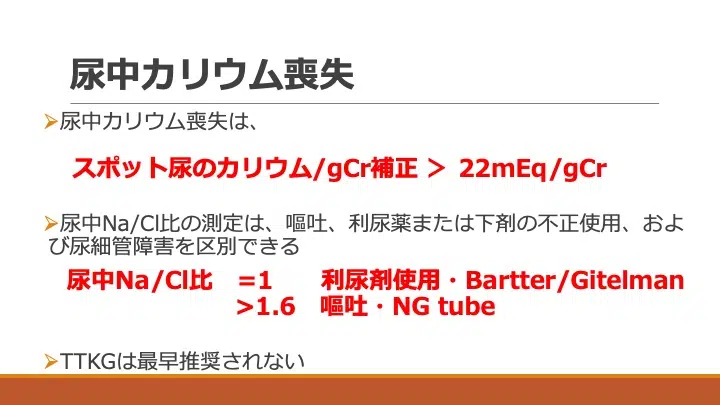 尿中カリウム喪失
➢尿中カリウム喪失は、
スポット尿のカリウム/gCr補正 ＞ 22mEq/gCr
➢尿中Na/Cl比の測定は、嘔吐、利尿薬または下剤の不正使用、およ
び尿細管障害を区別できる
尿中Na/Cl比 =1 利尿剤使用・Bartter/Gitelman
>1.6 嘔吐・NG tube
➢TTKGは最早推奨されない